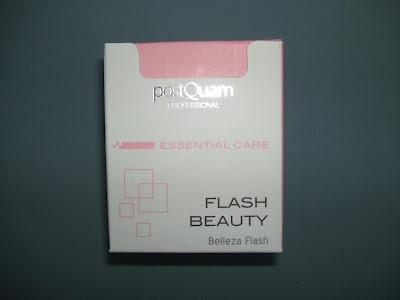 postQuam
PROFESSIONAL
ESSENTIAL CARE
FLASH
BEAUTY
Belleza Flash